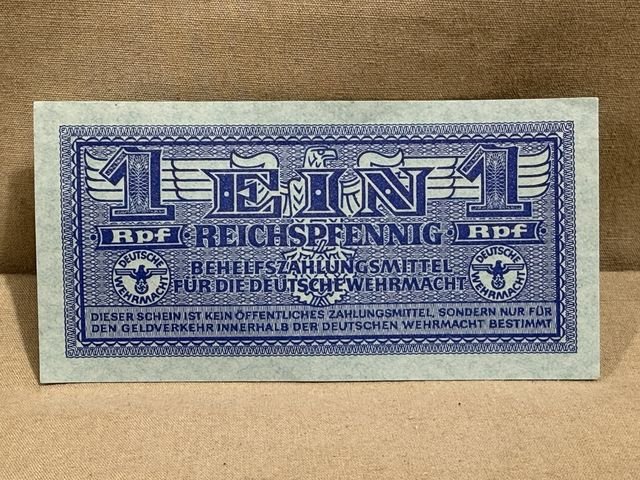 1 EIN 1
Rpf REICHSPFENNIG Rpf
BEHELFSZAHLUNGSMITTEL
FÜR DIE DEUTSCHE WEHRMACHT
DEUTSCHE WEHRMACHT
DEUTSCHE WEHRMACHT
DIESER SCHEIN IST KEIN ÖFFENTLICHES ZAHLUNGSMITTEL, SONDERN NUR FÜR
DEN GELDVERKEHR INNERHALB DER DEUTSCHEN WEHRMACHT BESTIMMT